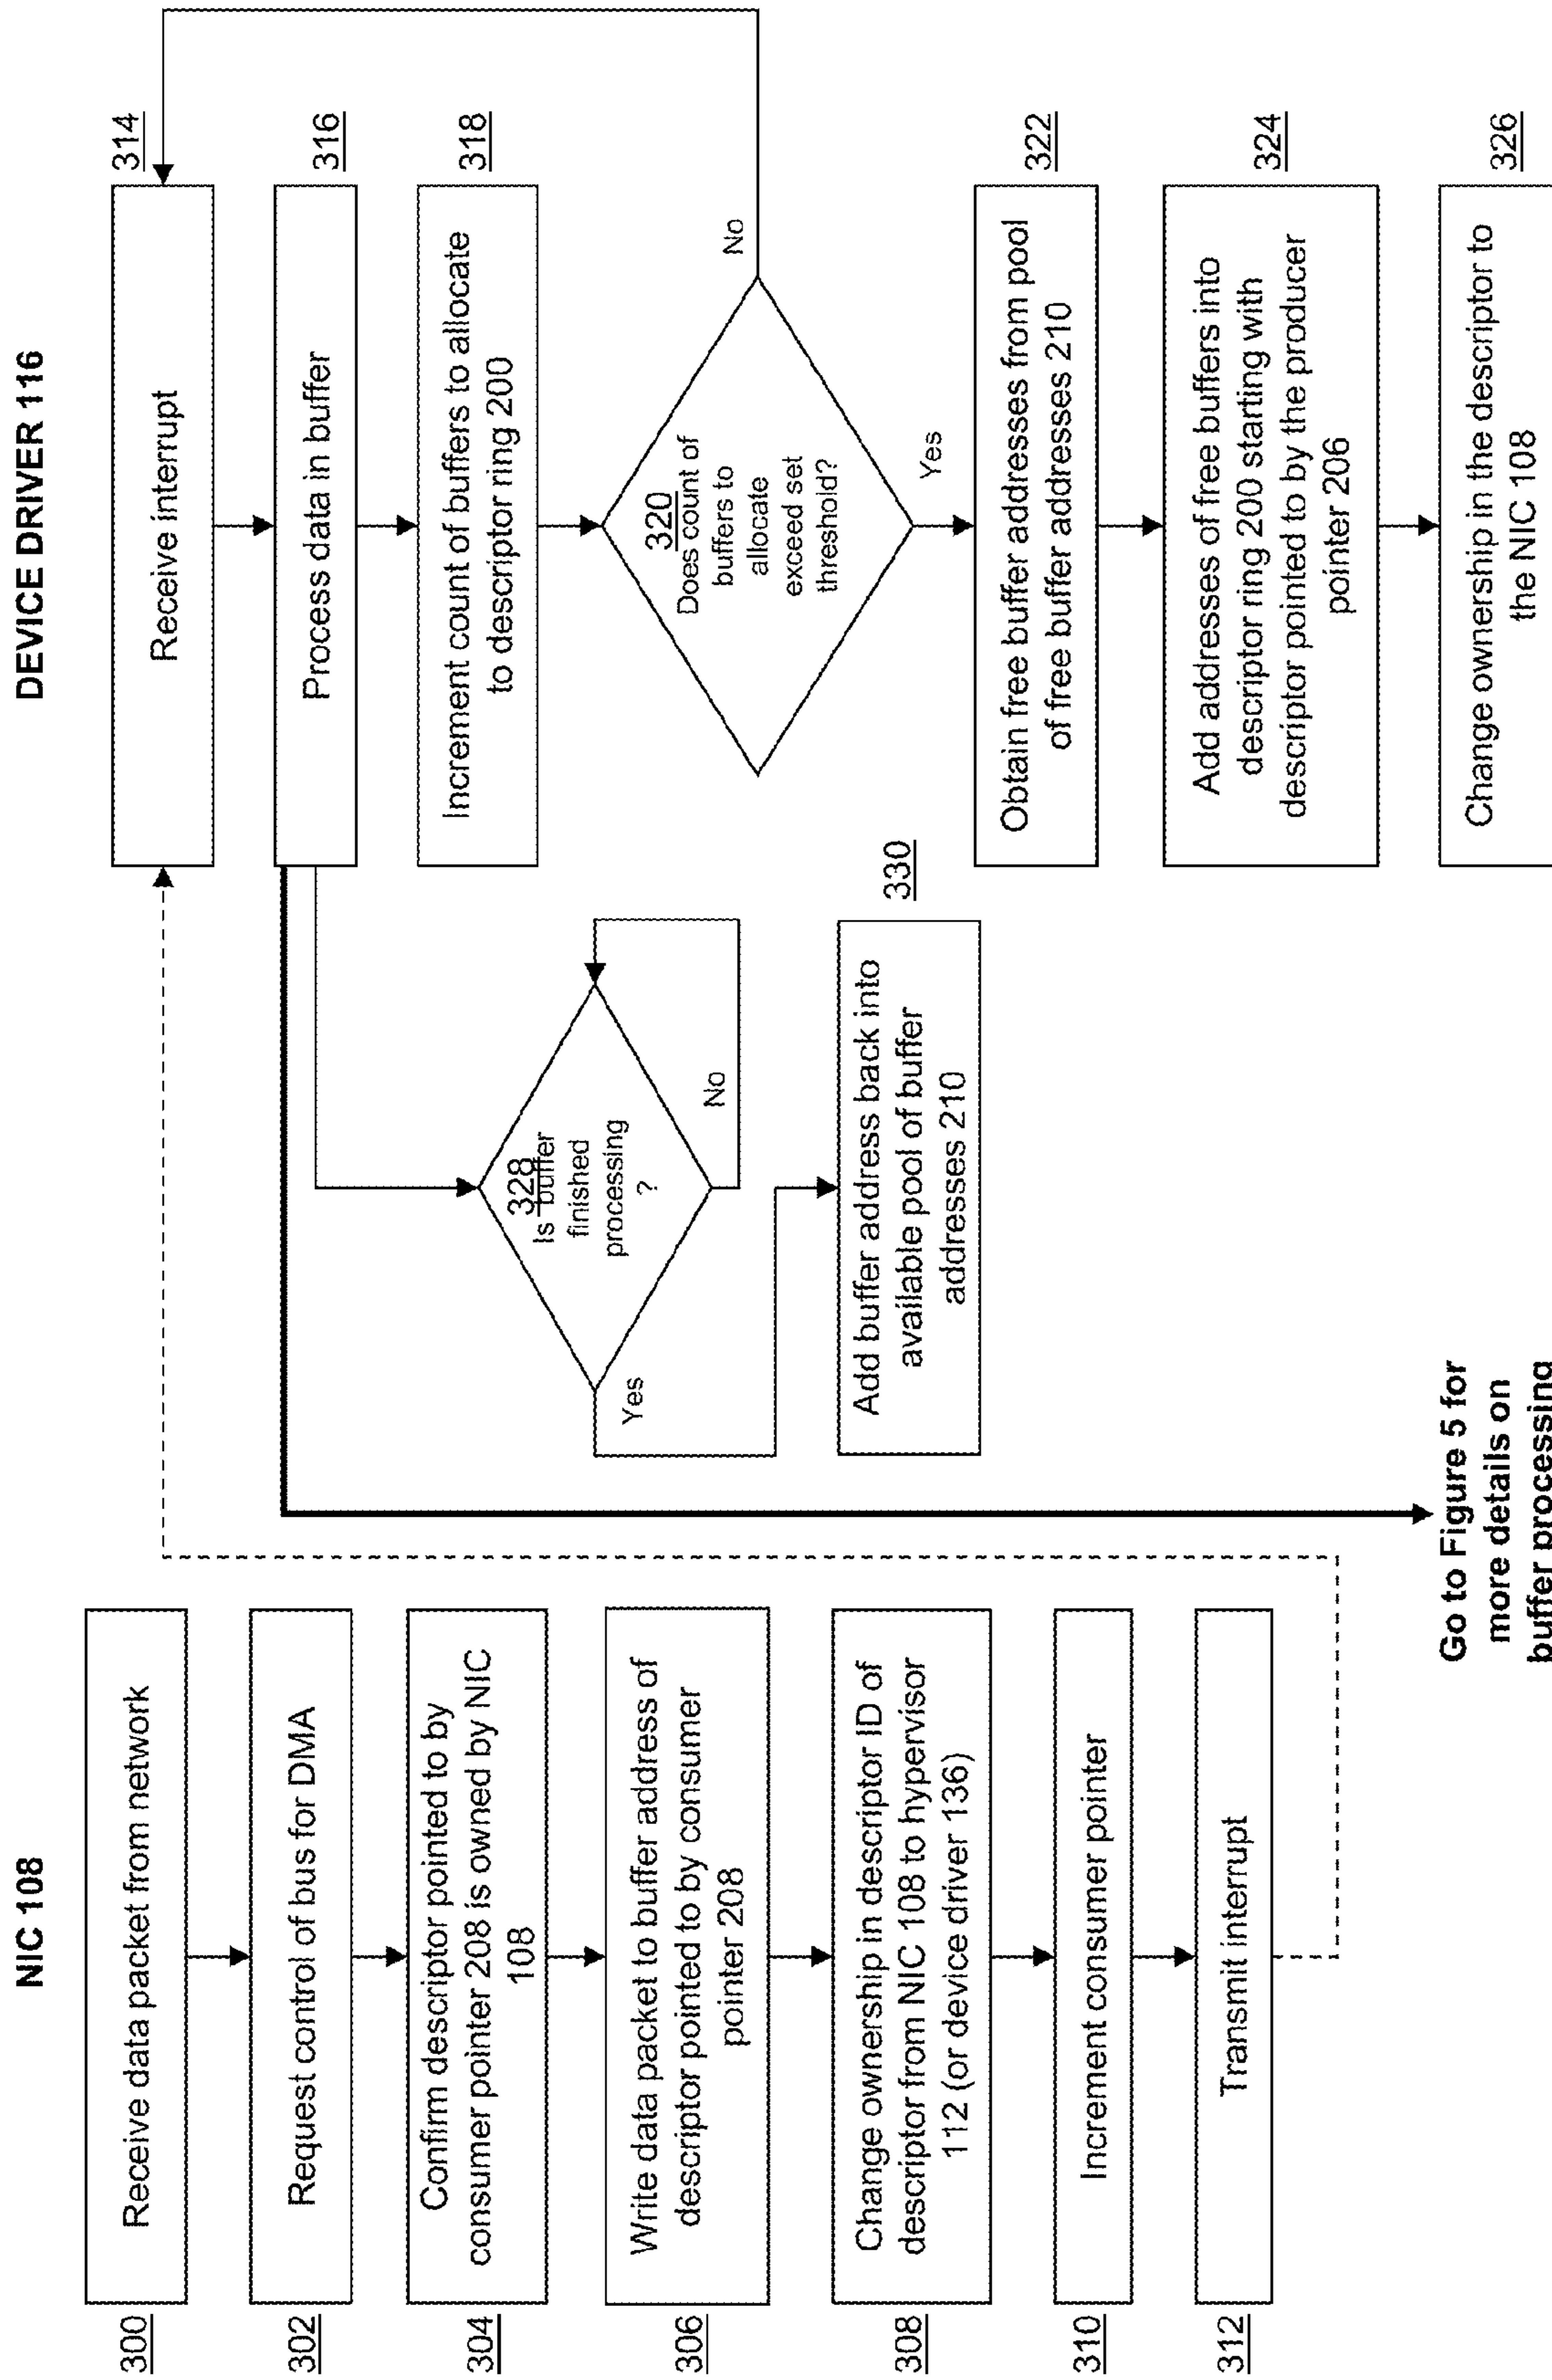 NIC 108
300
Receive data packet from network
302
Request control of bus for DMA
304
Confirm descriptor pointed to by
consumer pointer 208 is owned by NIC
108
306
Write data packet to buffer address of
descriptor pointed to by consumer
pointer 208
308
Change ownership in descriptor ID of
descriptor from NIC 108 to hypervisor
112 (or device driver 136)
310
Increment consumer pointer
312
Transmit interrupt
DEVICE DRIVER 116
314
Receive interrupt
316
Process data in buffer
318
Increment count of buffers to allocate
to descriptor ring 200
320
Does count of
buffers to
allocate
exceed set
threshold?
No
Yes
322
Obtain free buffer addresses from pool
of free buffer addresses 210
324
Add addresses of free buffers into
descriptor ring 200 starting with
descriptor pointed to by the producer
pointer 206
326
Change ownership in the descriptor to
the NIC 108
328
Is buffer
finished
processing
?
No
Yes
330
Add buffer address back into
available pool of buffer
addresses 210
Go to Figure 5 for
more details on
buffer processing